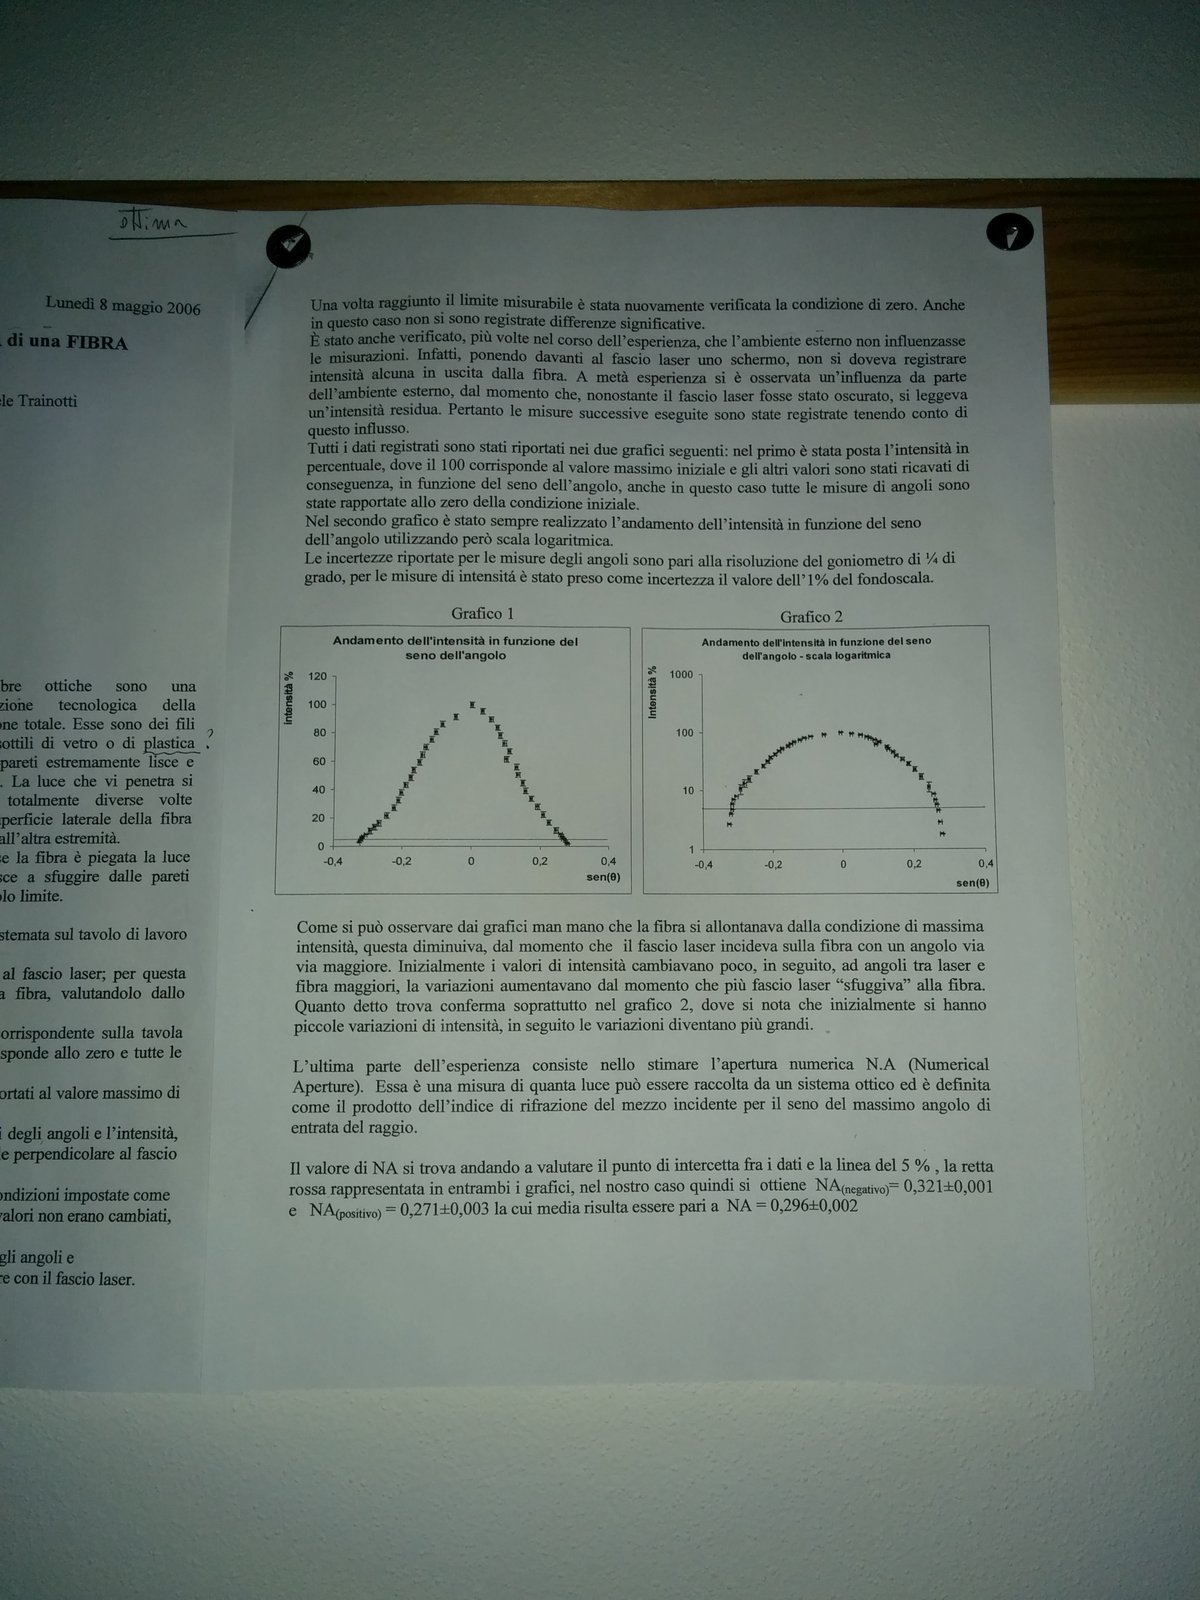 ottima
Lunedì 8 maggio 2006
di una FIBRA
ele Trainotti
bre ottiche sono una
zione tecnologica della
one totale. Esse sono dei fili
sottili di vetro o di plastica ?
pareti estremamente lisce e
. La luce che vi penetra si
totalmente diverse volte
perficie laterale della fibra
all'altra estremità.
se la fibra è piegata la luce
sce a sfuggire dalle pareti
olo limite.
stemata sul tavolo di lavoro
al fascio laser; per questa
a fibra, valutandolo dallo
orrispondente sulla tavola
sponde allo zero e tutte le
ortati al valore massimo di
i degli angoli e l'intensità,
e perpendicolare al fascio
ondizioni impostate come
valori non erano cambiati,
gli angoli e
re con il fascio laser.
Una volta raggiunto il limite misurabile è stata nuovamente verificata la condizione di zero. Anche
in questo caso non si sono registrate differenze significative.
È stato anche verificato, più volte nel corso dell'esperienza, che l'ambiente esterno non influenzasse
le misurazioni. Infatti, ponendo davanti al fascio laser uno schermo, non si doveva registrare
intensità alcuna in uscita dalla fibra. A metà esperienza si è osservata un'influenza da parte
dell'ambiente esterno, dal momento che, nonostante il fascio laser fosse stato oscurato, si leggeva
un'intensità residua. Pertanto le misure successive eseguite sono state registrate tenendo conto di
questo influsso.
Tutti i dati registrati sono stati riportati nei due grafici seguenti: nel primo è stata posta l'intensità in
percentuale, dove il 100 corrisponde al valore massimo iniziale e gli altri valori sono stati ricavati di
conseguenza, in funzione del seno dell'angolo, anche in questo caso tutte le misure di angoli sono
state rapportate allo zero della condizione iniziale.
Nel secondo grafico è stato sempre realizzato l'andamento dell'intensità in funzione del seno
dell'angolo utilizzando però scala logaritmica.
Le incertezze riportate per le misure degli angoli sono pari alla risoluzione del goniometro di ¼ di
grado, per le misure di intensitá è stato preso come incertezza il valore dell'1% del fondoscala.
Grafico 1
Andamento dell'intensità in funzione del
seno dell'angolo
Intensità %
120
100
80
60
40
20
0
-0,4 -0,2 0 0,2 0,4
sen(θ)
Grafico 2
Andamento dell'intensità in funzione del seno
dell'angolo - scala logaritmica
Intensità %
1000
100
10
1
-0,4 -0,2 0 0,2 0,4
sen(θ)
Come si può osservare dai grafici man mano che la fibra si allontanava dalla condizione di massima
intensità, questa diminuiva, dal momento che il fascio laser incideva sulla fibra con un angolo via
via maggiore. Inizialmente i valori di intensità cambiavano poco, in seguito, ad angoli tra laser e
fibra maggiori, la variazioni aumentavano dal momento che più fascio laser “sfuggiva” alla fibra.
Quanto detto trova conferma soprattutto nel grafico 2, dove si nota che inizialmente si hanno
piccole variazioni di intensità, in seguito le variazioni diventano più grandi.
L'ultima parte dell'esperienza consiste nello stimare l'apertura numerica N.A (Numerical
Aperture). Essa è una misura di quanta luce può essere raccolta da un sistema ottico ed è definita
come il prodotto dell'indice di rifrazione del mezzo incidente per il seno del massimo angolo di
entrata del raggio.
Il valore di NA si trova andando a valutare il punto di intercetta fra i dati e la linea del 5 % , la retta
rossa rappresentata in entrambi i grafici, nel nostro caso quindi si ottiene NA(negativo)= 0,321±0,001
e NA(positivo) = 0,271±0,003 la cui media risulta essere pari a NA = 0,296±0,002